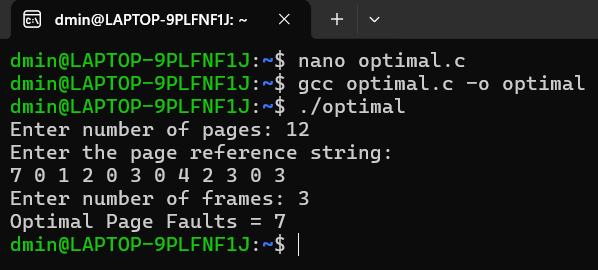 dmin@LAPTOP-9PLFNF1J: ~
dmin@LAPTOP-9PLFNF1J:~$ nano optimal.c
dmin@LAPTOP-9PLFNF1J:~$ gcc optimal.c -o optimal
dmin@LAPTOP-9PLFNF1J:~$ ./optimal
Enter number of pages: 12
Enter the page reference string:
7 0 1 2 0 3 0 4 2 3 0 3
Enter number of frames: 3
Optimal Page Faults = 7
dmin@LAPTOP-9PLFNF1J:~$